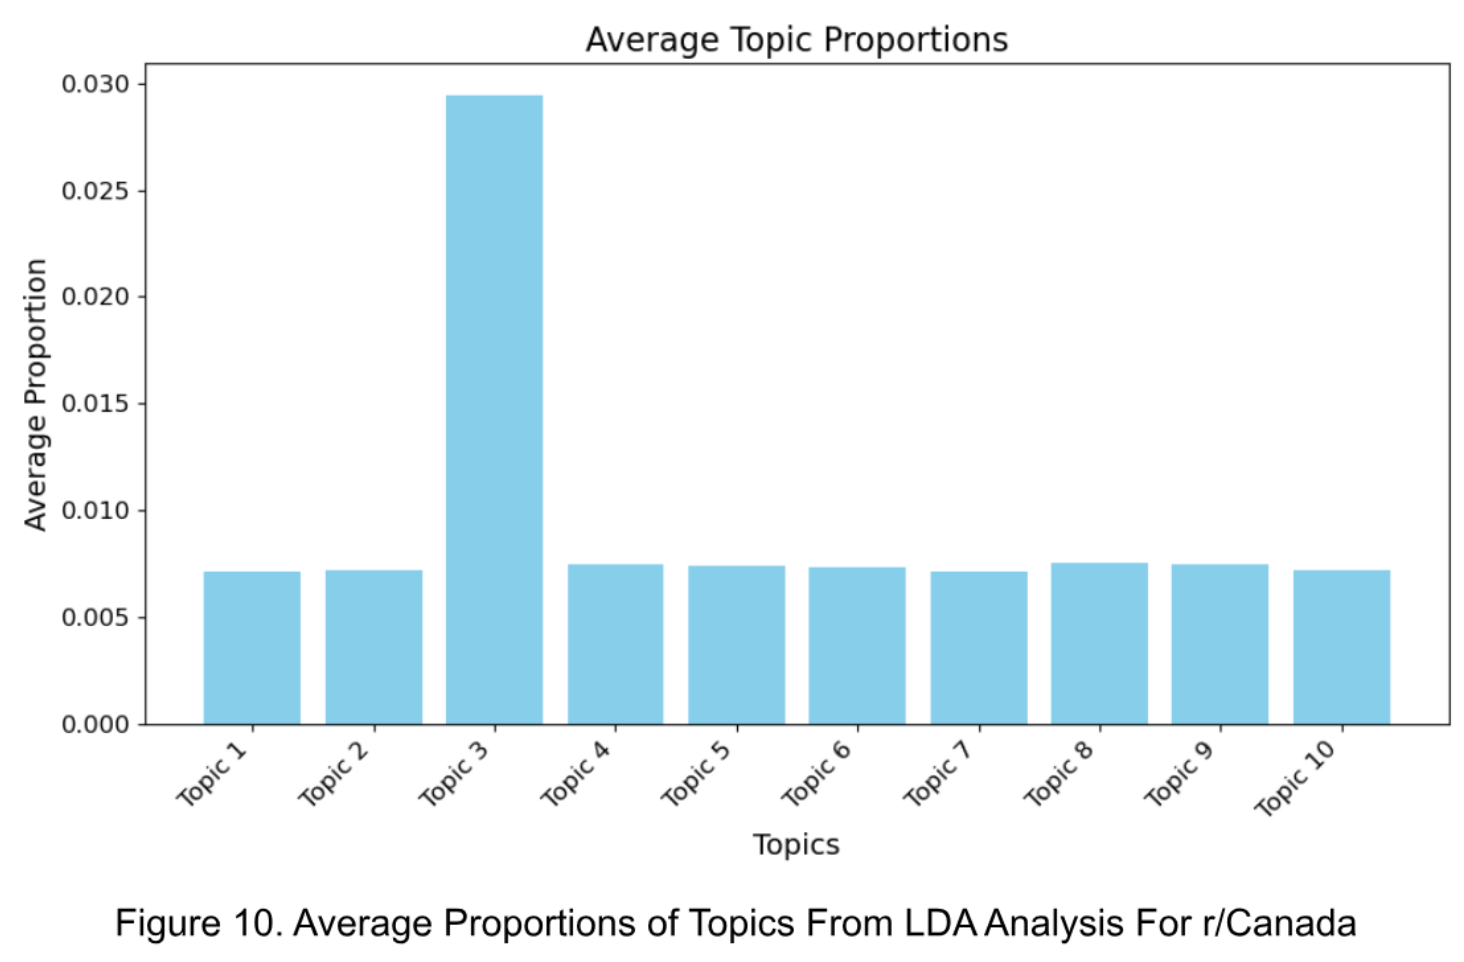 Average Topic Proportions
0.030
0.025
0.020
0.015
0.010
0.005
0.000
Average Proportion
Topic 1
Topic 2
Topic 3
Topic 4
Topic 5
Topic 6
Topic 7
Topic 8
Topic 9
Topic 10
Topics
Figure 10. Average Proportions of Topics From LDA Analysis For r/Canada